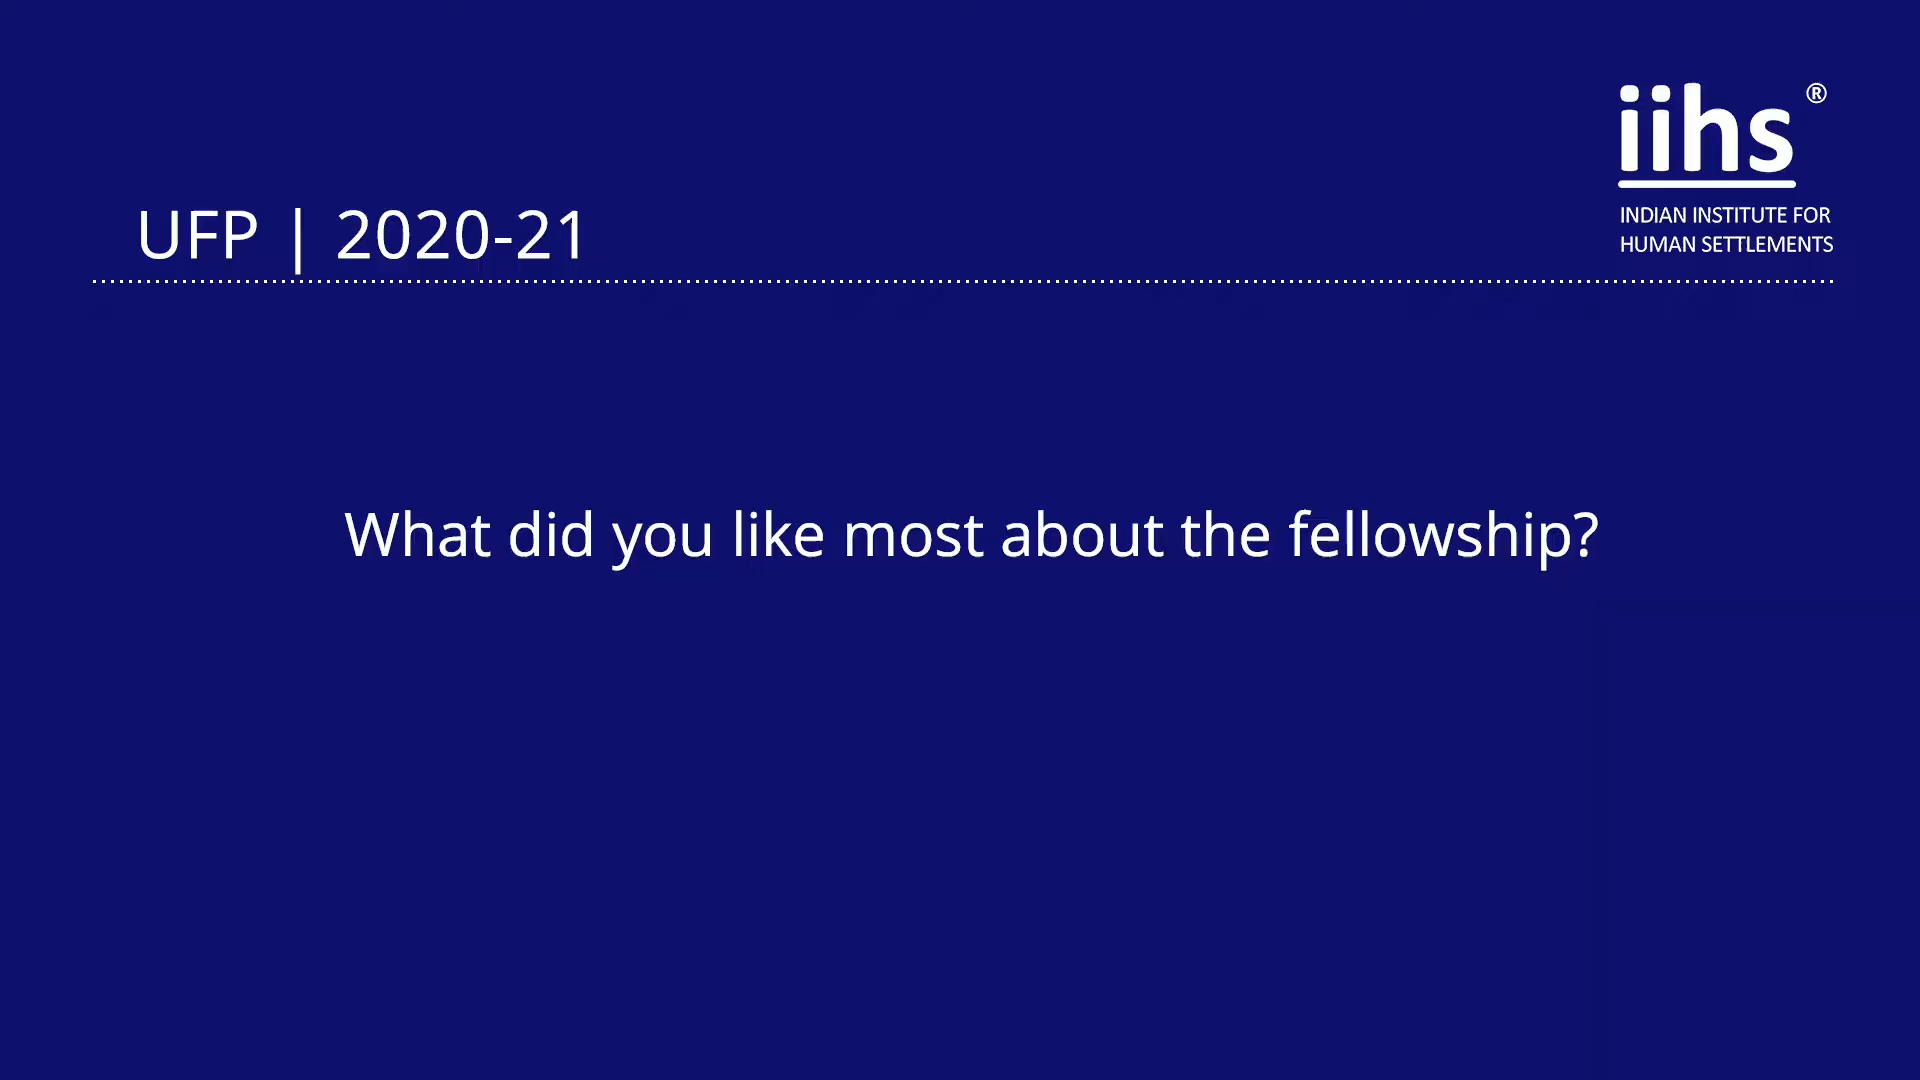 iihs®
INDIAN INSTITUTE FOR
HUMAN SETTLEMENTS
UFP | 2020-21
What did you like most about the fellowship?